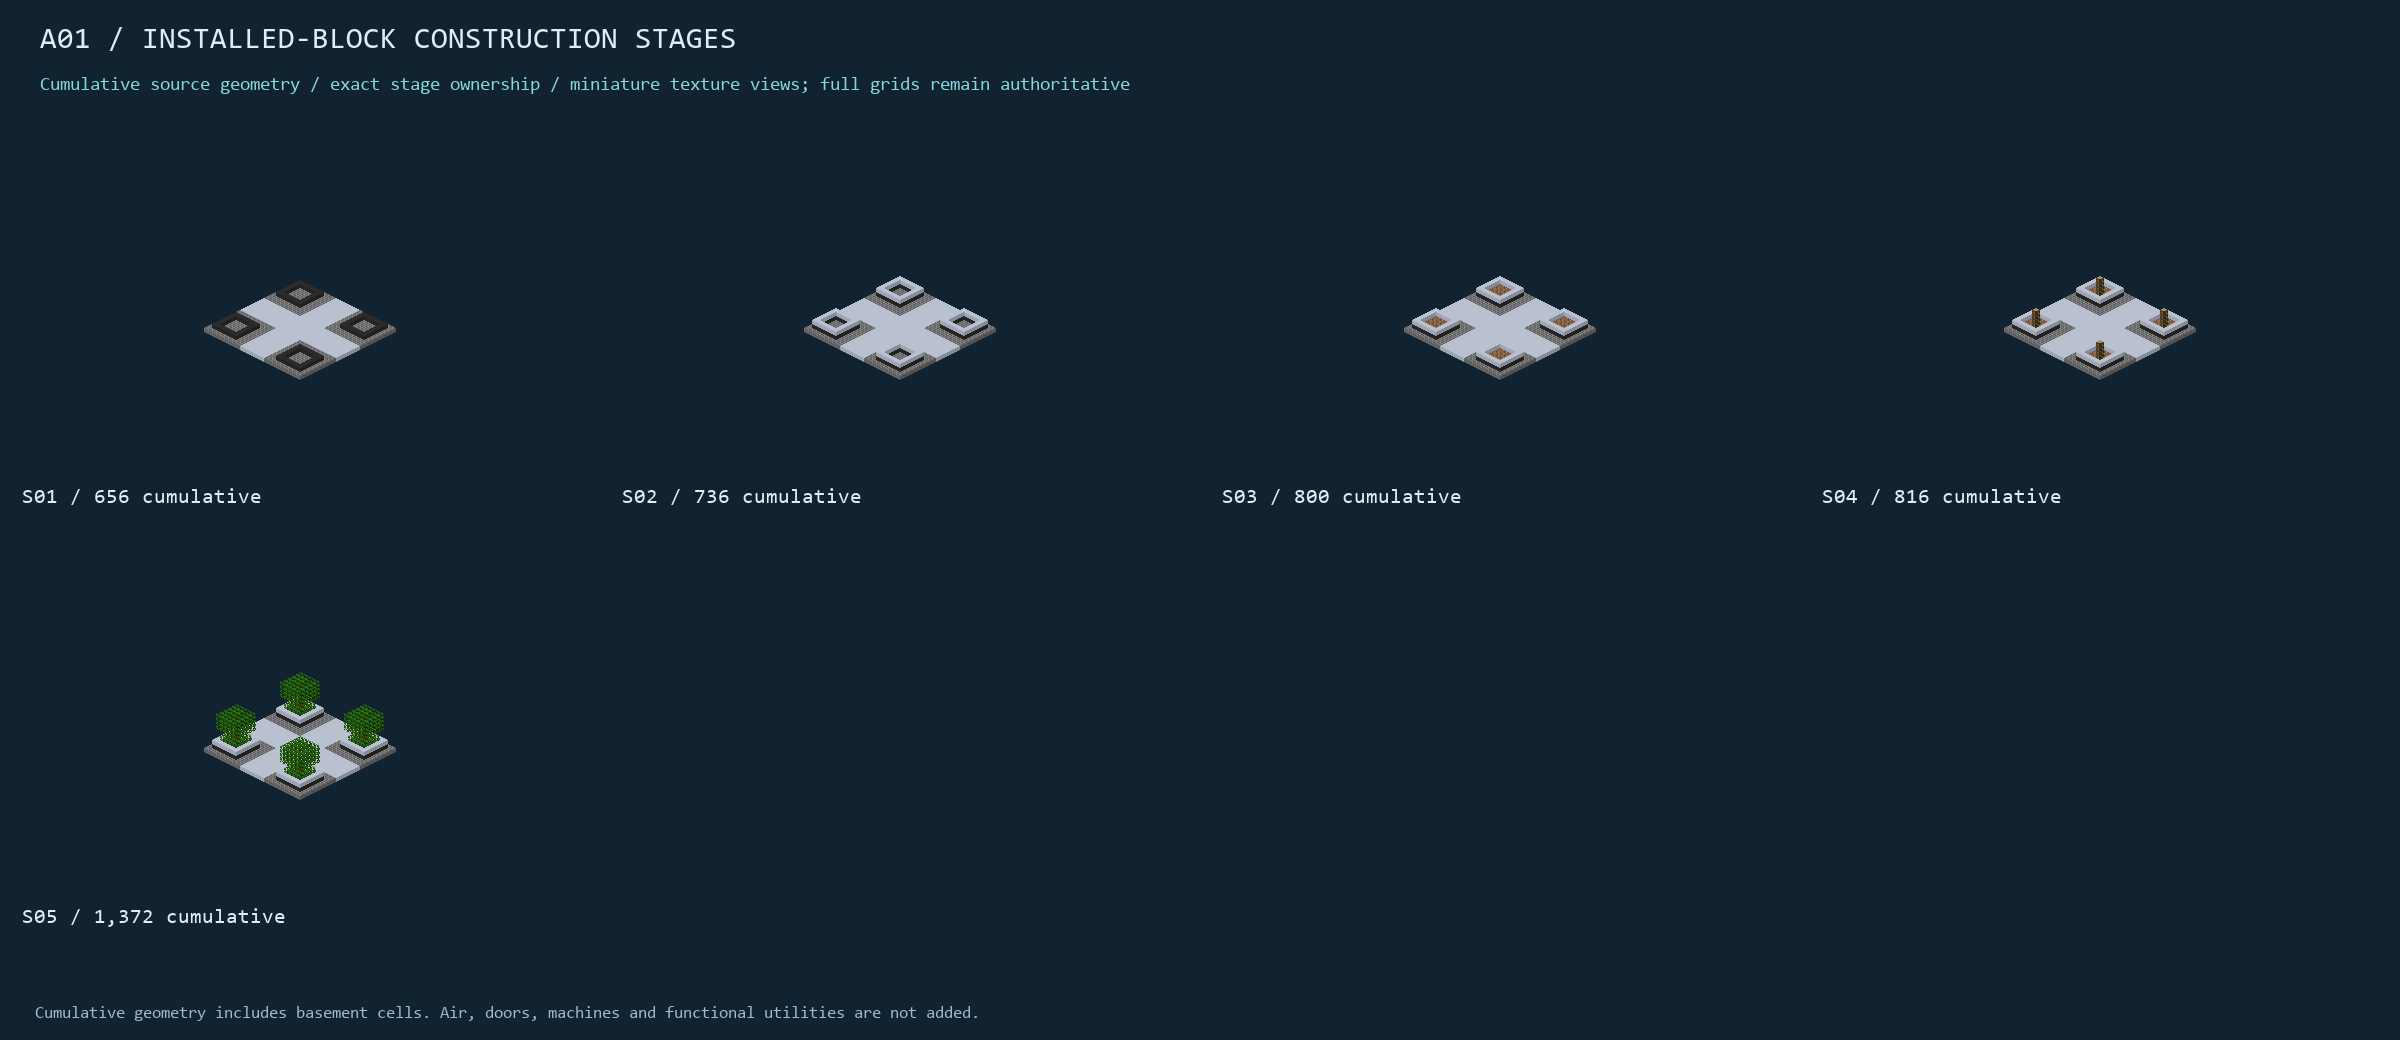 A01 / INSTALLED-BLOCK CONSTRUCTION STAGES
Cumulative source geometry / exact stage ownership / miniature texture views; full grids remain authoritative
S01 / 656 cumulative
S02 / 736 cumulative
S03 / 800 cumulative
S04 / 816 cumulative
S05 / 1,372 cumulative
Cumulative geometry includes basement cells. Air, doors, machines and functional utilities are not added.